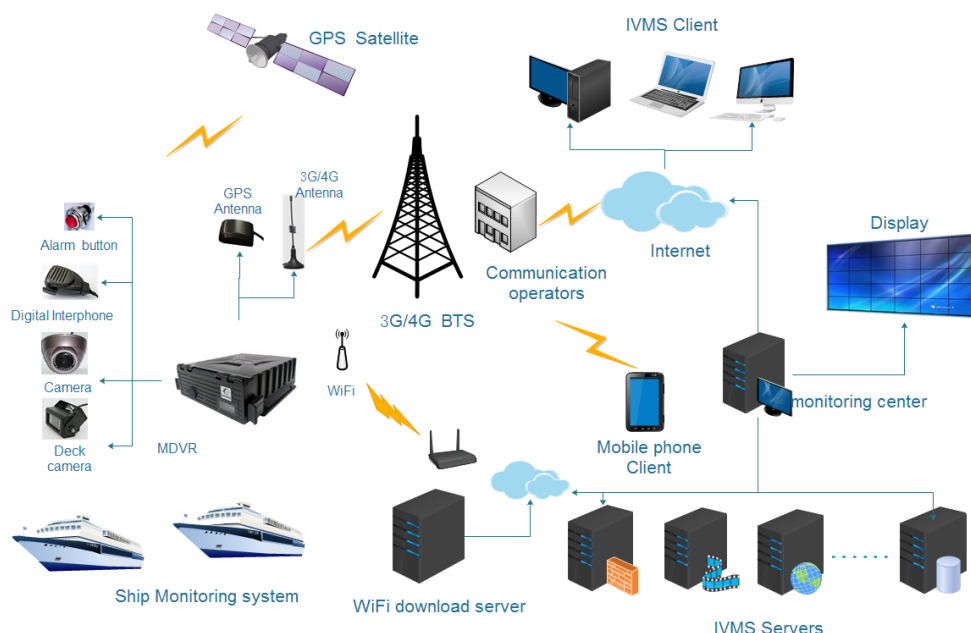 GPS Satellite
IVMS Client
3G/4G
Antenna
GPS
Antenna
Alarm button
Digital Interphone
Camera
Deck
camera
MDVR
WiFi
3G/4G BTS
Communication
operators
Internet
Display
monitoring center
Mobile phone
Client
Ship Monitoring system
WiFi download server
IVMS Servers